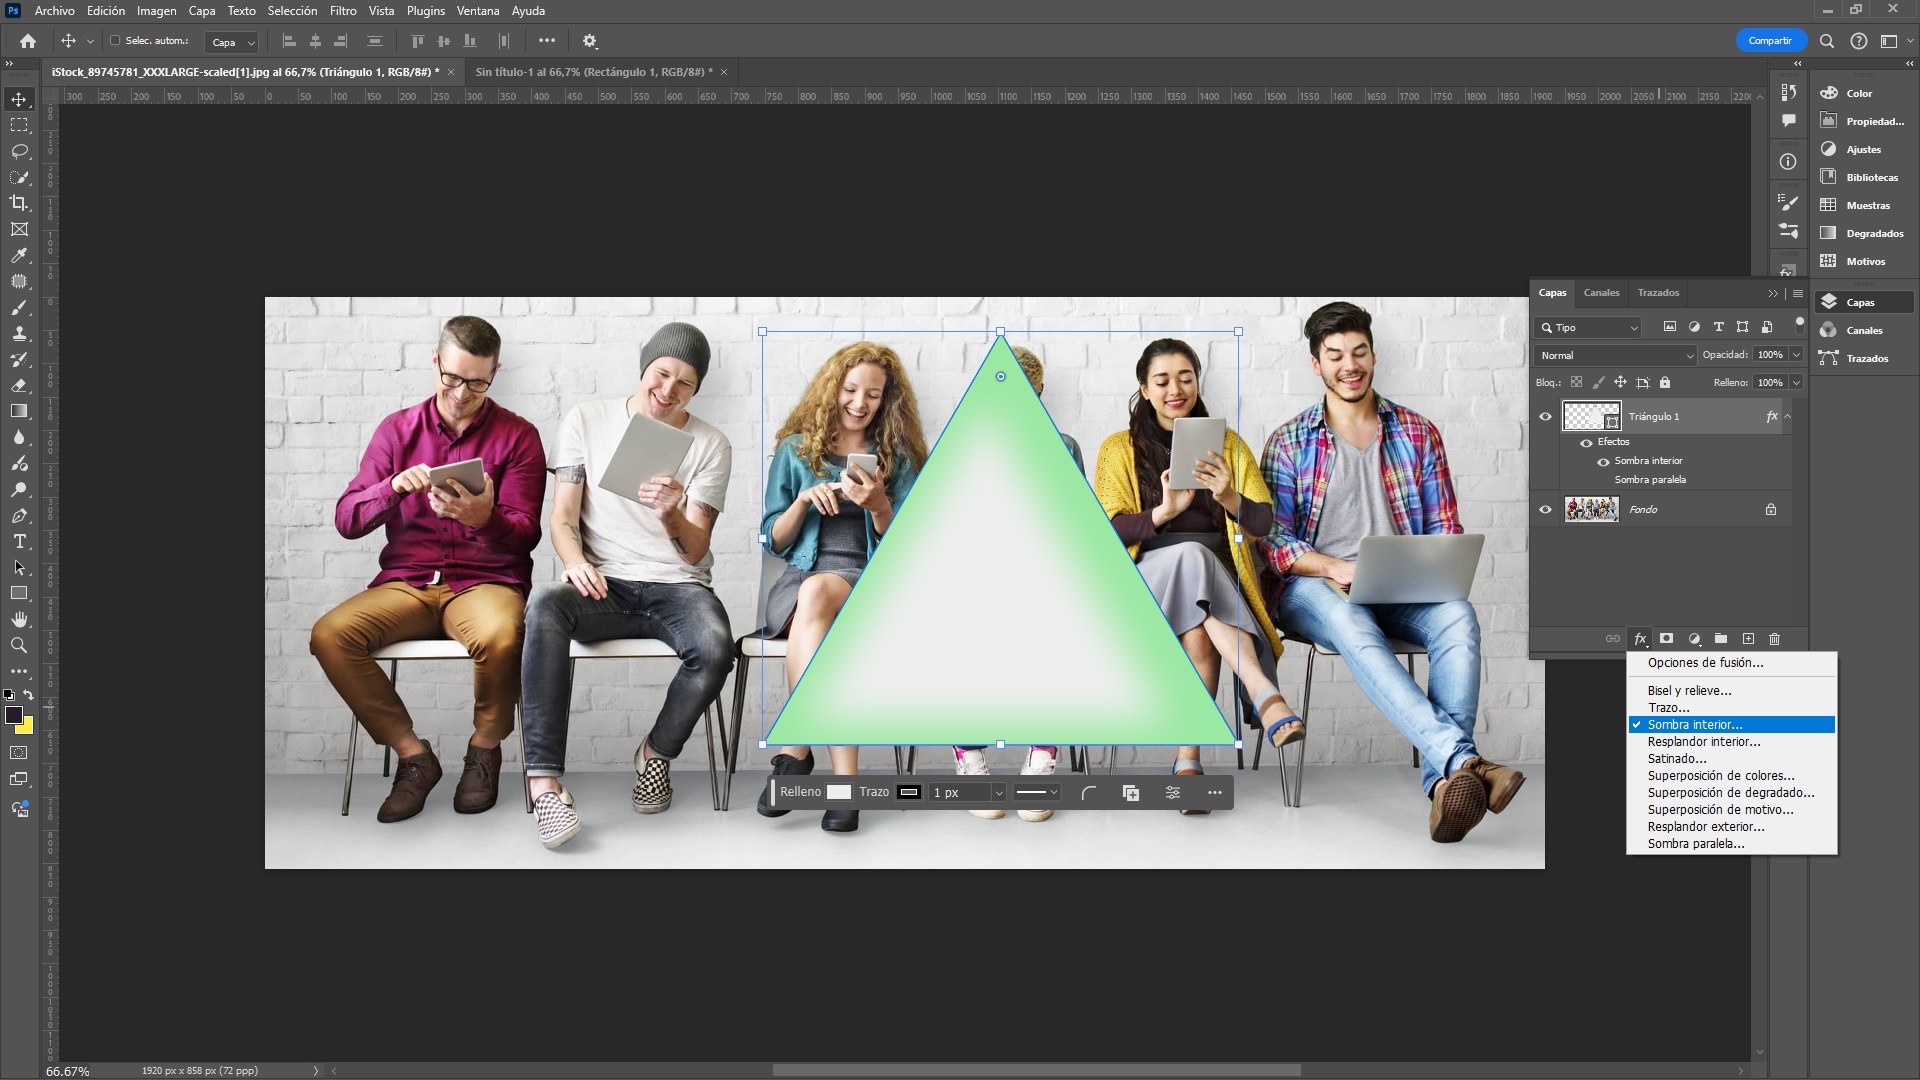 Ps Archivo Edición Imagen Capa Texto Selección Filtro Vista Plugins Ventana Ayuda
Selec. autom.: Capa Compartir
iStock_89745781_XXXLARGE-scaled[1].jpg al 66,7% (Triángulo 1, RGB/8#) * Sin título-1 al 66,7% (Rectángulo 1, RGB/8#) *
300 250 200 150 100 50 0 50 100 150 200 250 300 350 400 450 500 550 600 650 700 750 800 850 900 950 1000 1050 1100 1150 1200 1250 1300 1350 1400 1450 1500 1550 1600 1650 1700 1750 1800 1850 1900 1950 2000 2050 2100 2150
Color
Propiedad...
Ajustes
Bibliotecas
Muestras
Degradados
Motivos
Capas
Canales
Trazados
Capas Canales Trazados
Tipo
Normal Opacidad: 100%
Bloq.: Relleno: 100%
Triángulo 1 fx
Efectos
Sombra interior
Sombra paralela
Fondo
fx
Opciones de fusión...
Bisel y relieve...
Trazo...
Sombra interior...
Resplandor interior...
Satinado...
Superposición de colores...
Superposición de degradado...
Superposición de motivo...
Resplandor exterior...
Sombra paralela...
Relleno Trazo 1 px
66.67% 1920 px x 858 px (72 ppp)